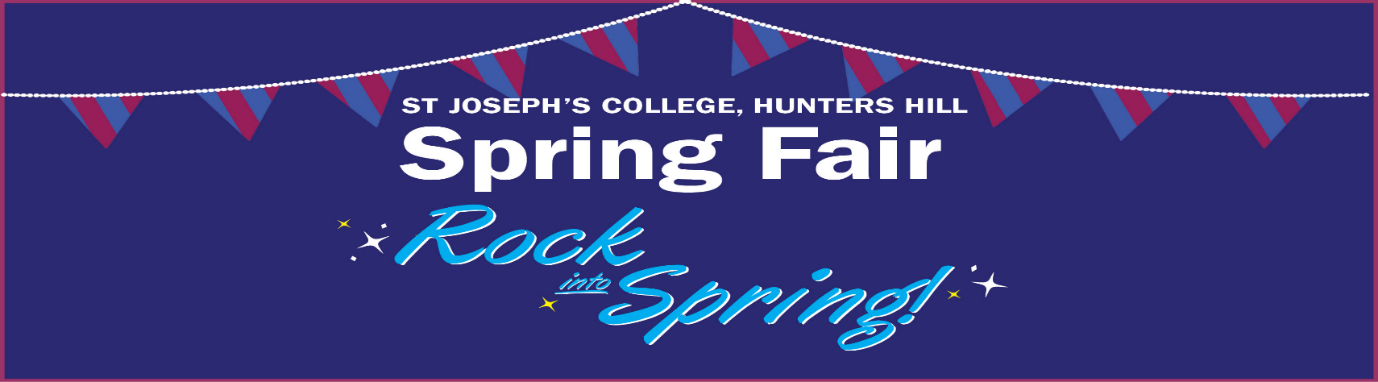 ST JOSEPH'S COLLEGE, HUNTERS HILL
Spring Fair
Rock
into Spring!